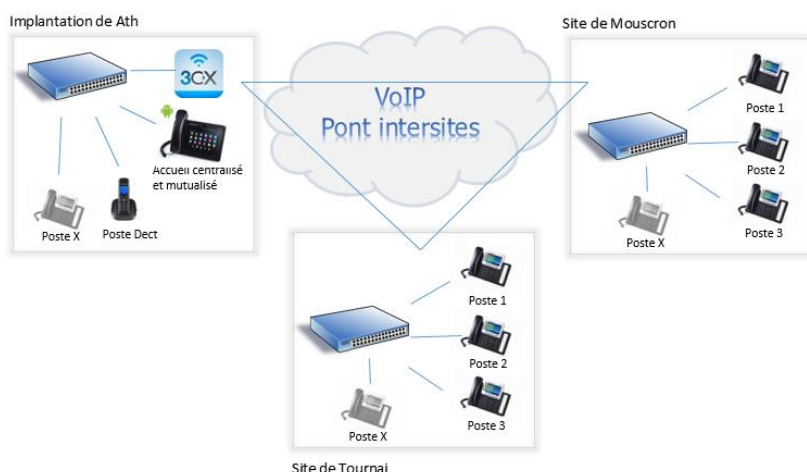 Implantation de Ath
3CX
Accueil centralisé
et mutualisé
Poste X
Poste Dect
VoIP
Pont intersites
Site de Mouscron
Poste 1
Poste 2
Poste 3
Poste X
Poste 1
Poste 2
Poste 3
Poste X
Site de Tournai